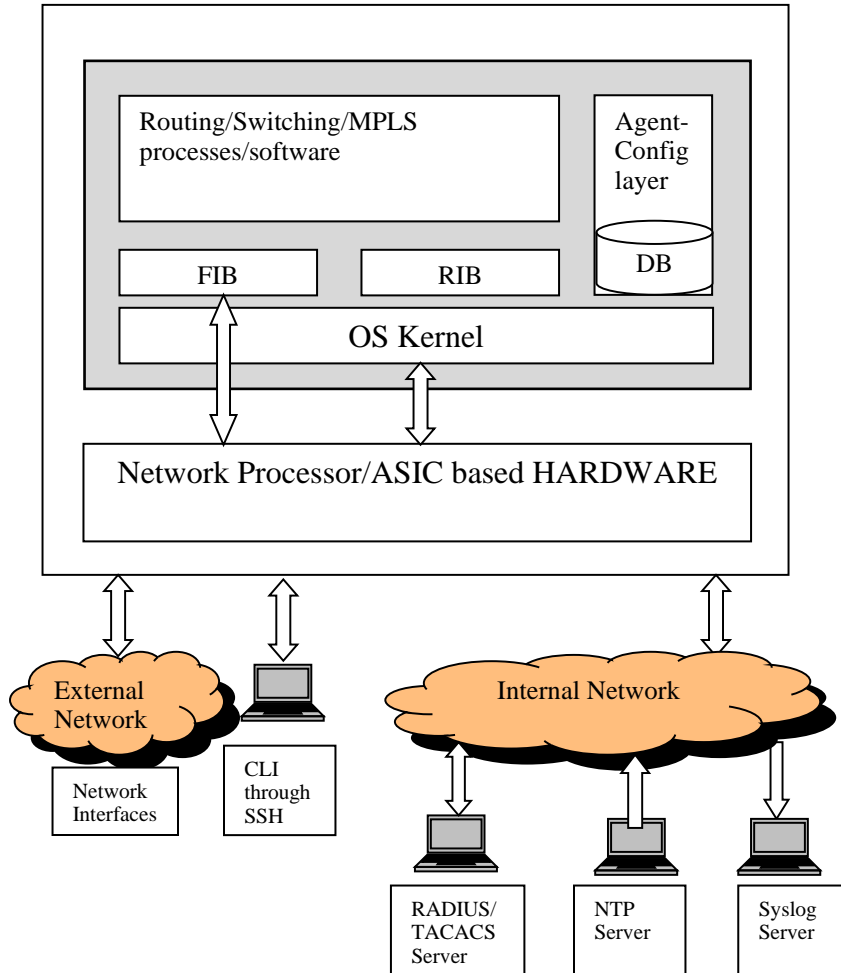 Routing/Switching/MPLS
processes/software
Agent-
Config
layer
DB
FIB
RIB
OS Kernel
Network Processor/ASIC based HARDWARE
External
Network
Internal Network
Network
Interfaces
CLI
through
SSH
RADIUS/
TACACS
Server
NTP
Server
Syslog
Server